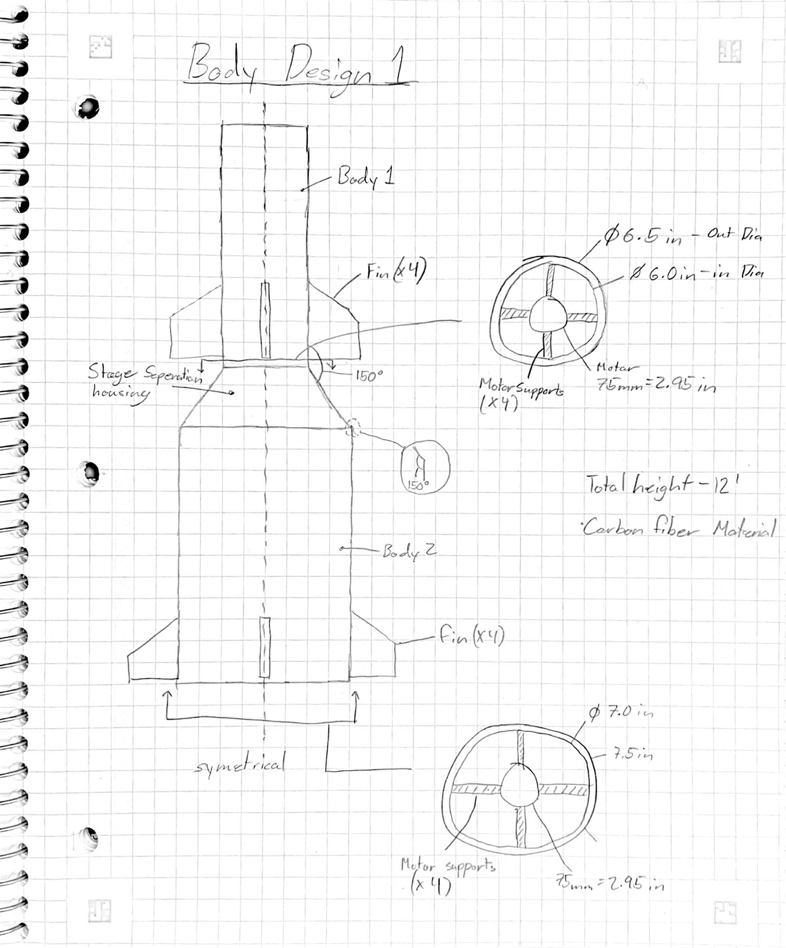 Body Design 1
Body 1
Fin (x4)
Stage Seperation
housing
150°
150°
Body 2
Fin (x4)
symetrical
Ø 6.5 in - Out Dia
Ø 6.0 in - in Dia
Motor
75mm = 2.95 in
Motor supports
(x4)
Total height - 12'
Carbon fiber Material
Ø 7.0 in
7.5 in
Motor supports
(x4)
75mm = 2.95 in